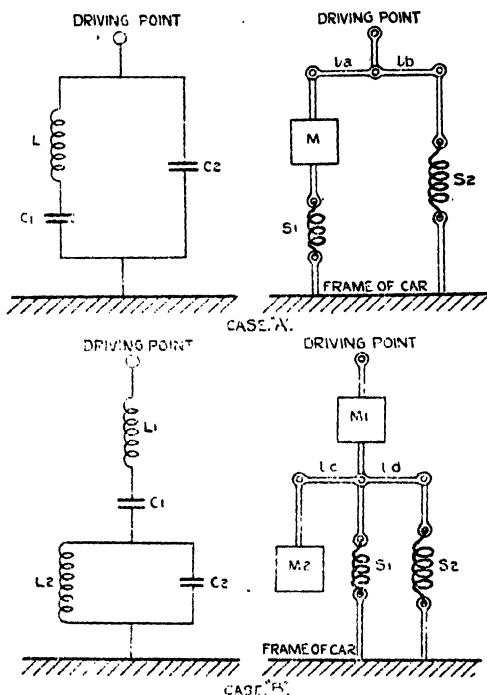 DRIVING POINT
DRIVING POINT
la lb
L
C2
M
S2
C1
S1
FRAME OF CAR
CASE "A".
DRIVING POINT
DRIVING POINT
L1
M1
C1
lc ld
L2
C2
M2
S1
S2
FRAME OF CAR
CASE "B".